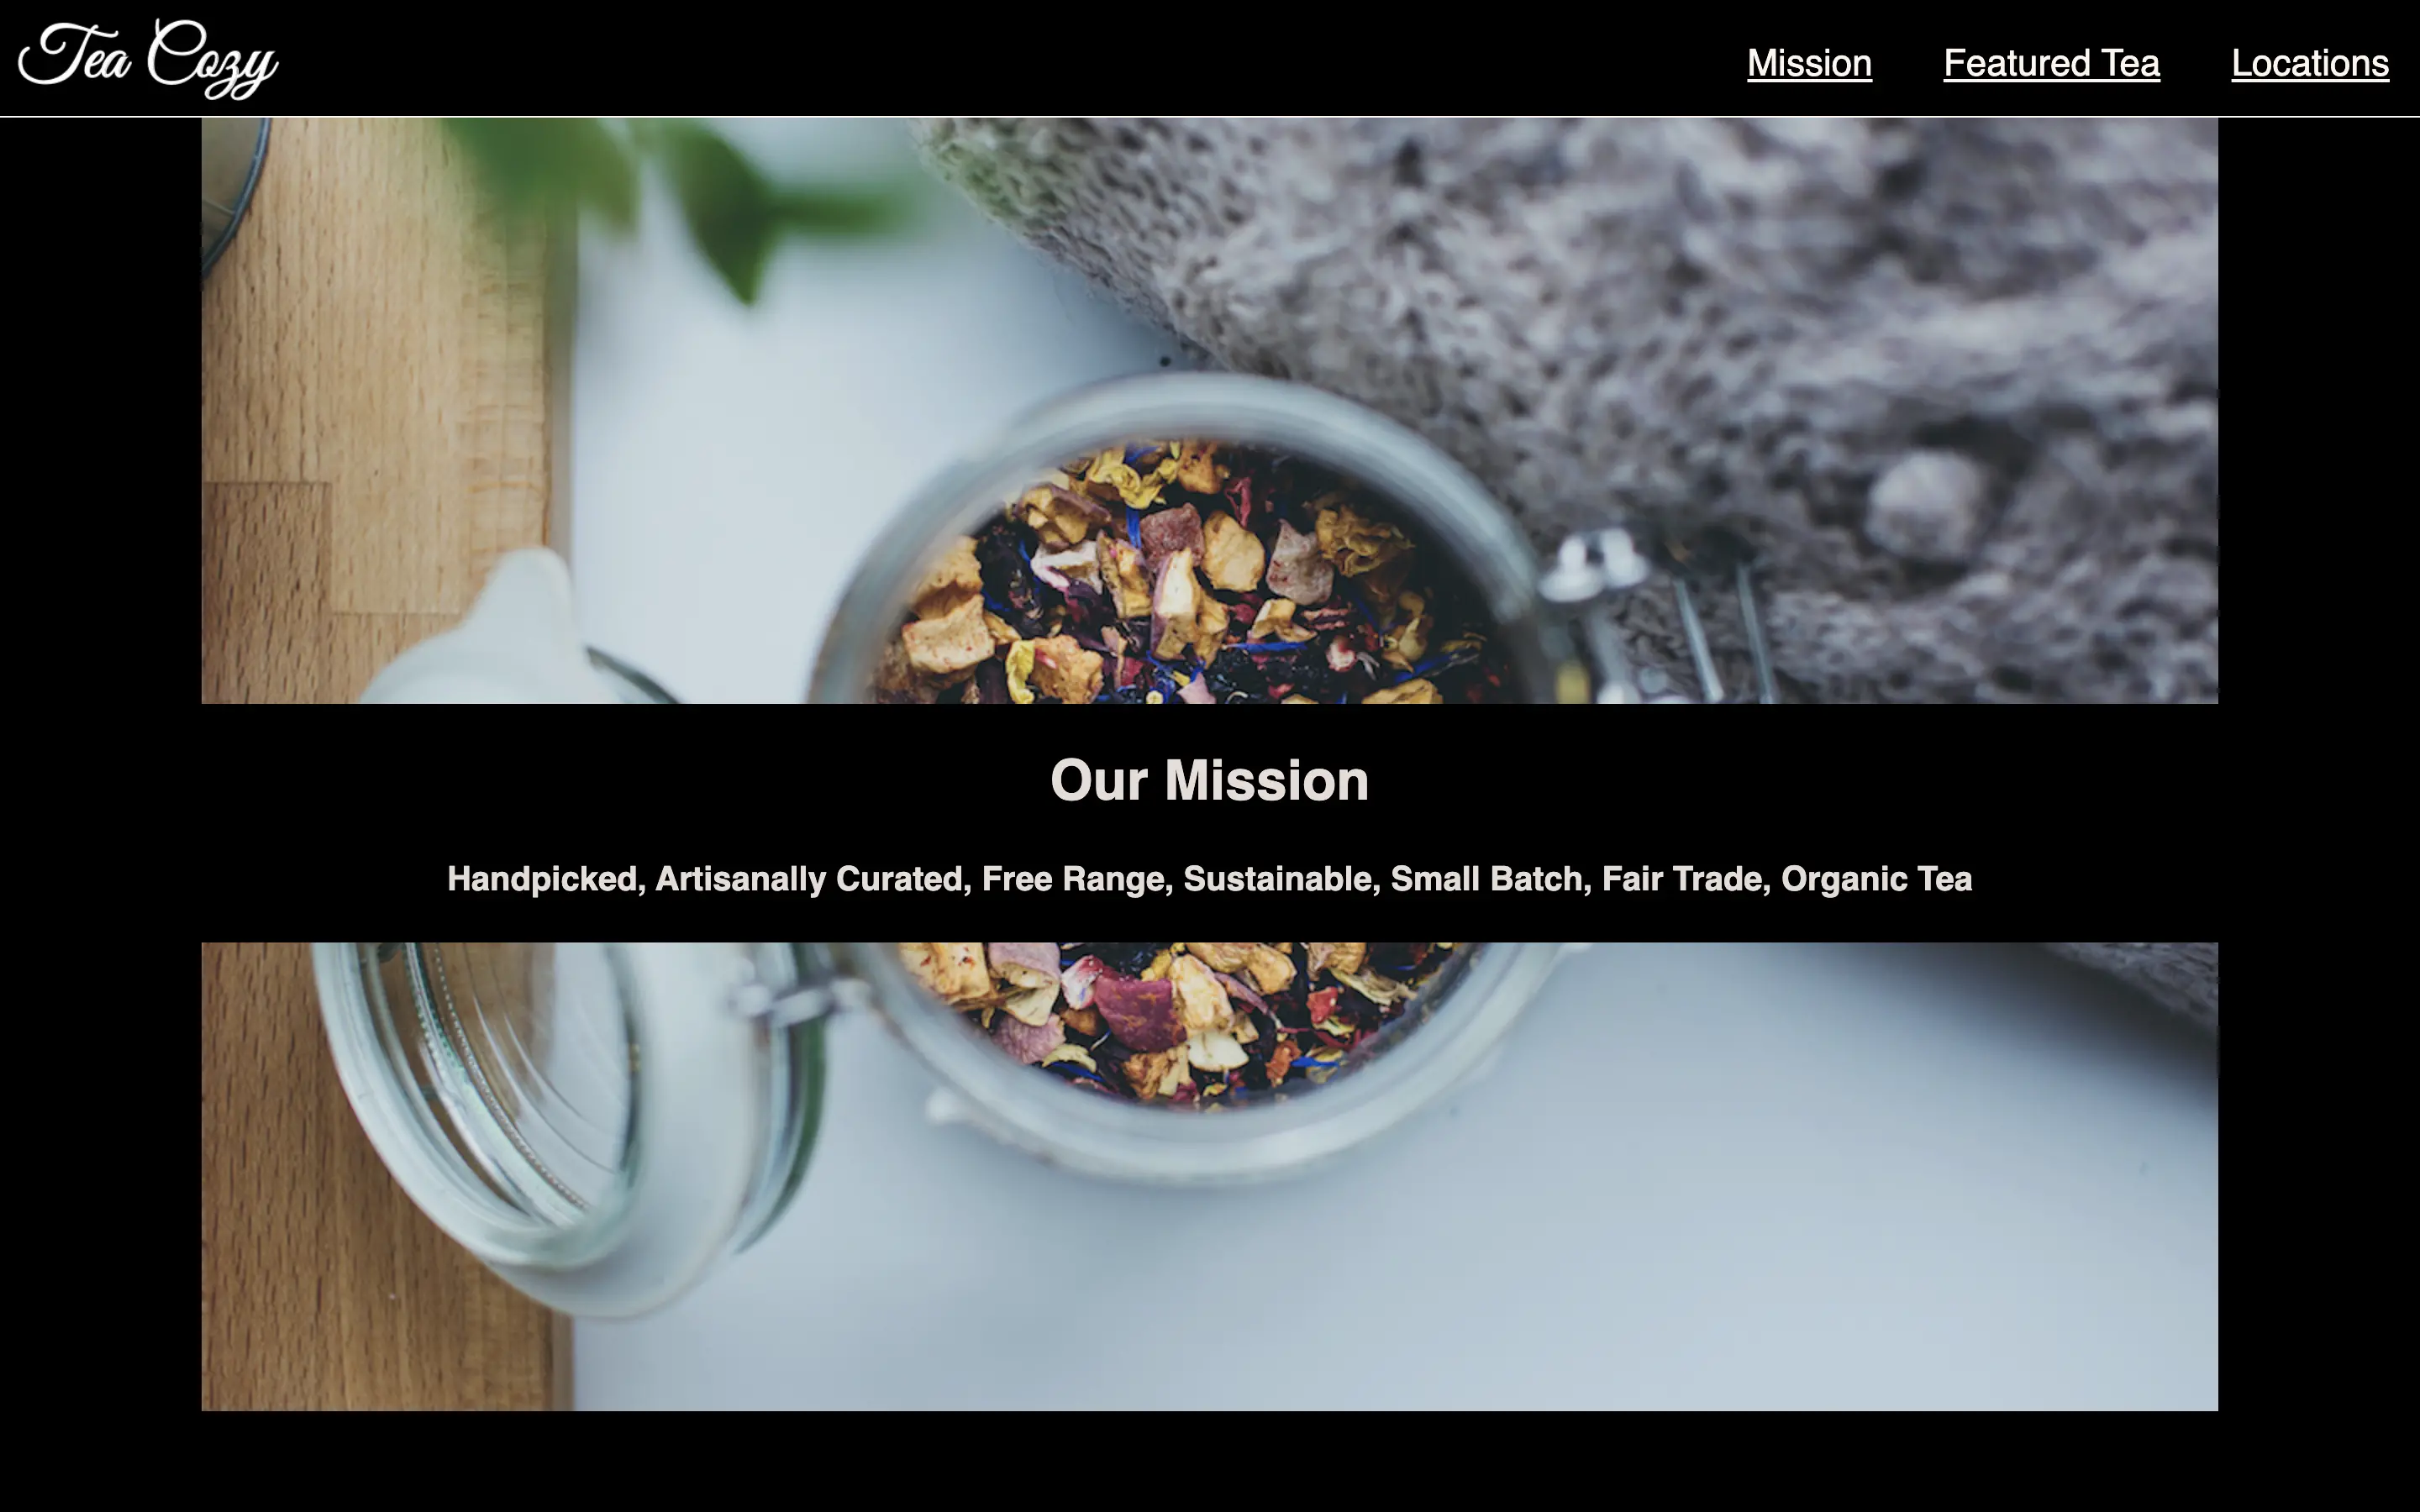 Tea Cozy
Mission
Featured Tea
Locations
Our Mission
Handpicked, Artisanally Curated, Free Range, Sustainable, Small Batch, Fair Trade, Organic Tea